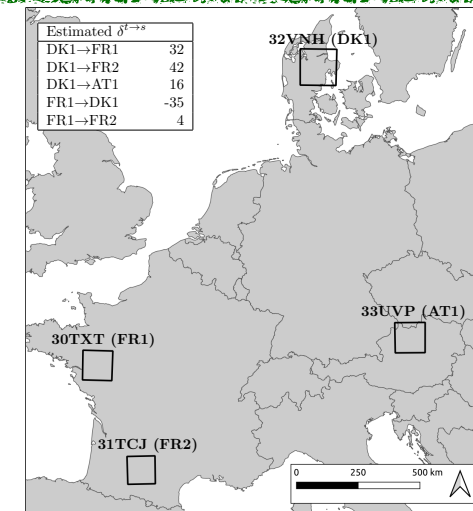 Estimated δ^{t→s}
DK1→FR1 32
DK1→FR2 42
DK1→AT1 16
FR1→DK1 -35
FR1→FR2 4
32VNH (DK1)
33UVP (AT1)
30TXT (FR1)
31TCJ (FR2)
0 250 500 km